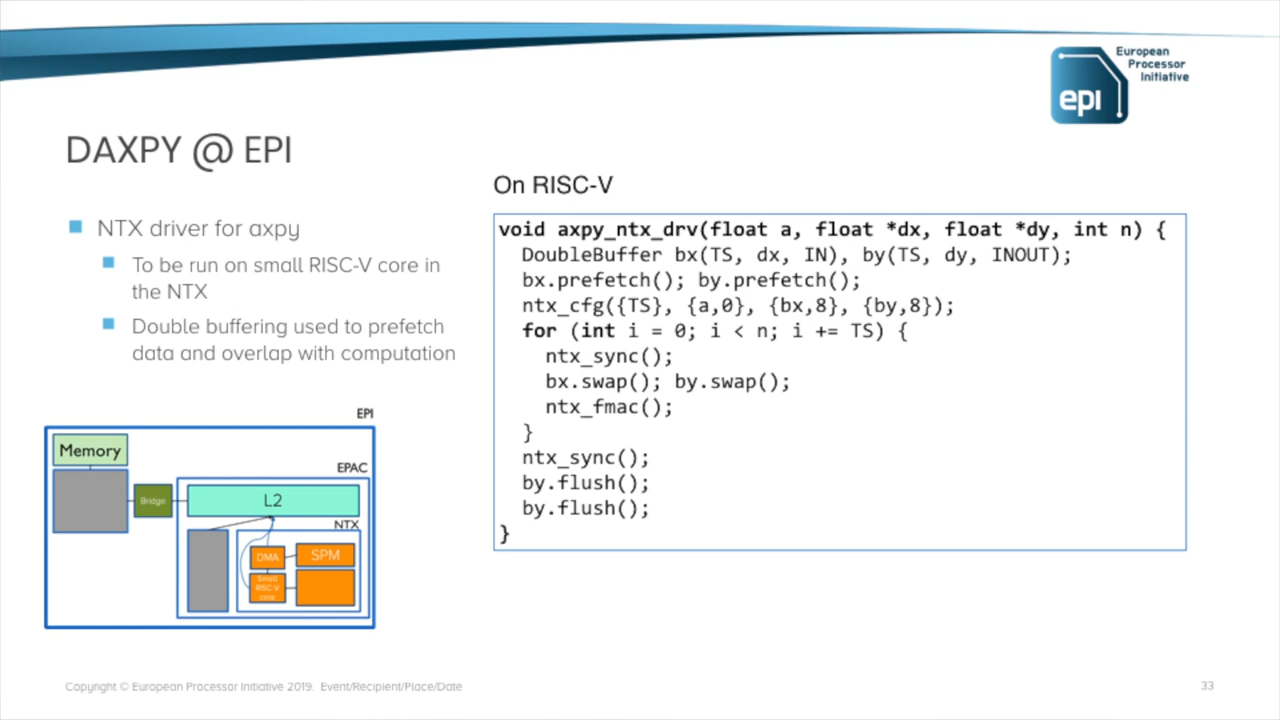 European
Processor
Initiative
epi
DAXPY @ EPI
On RISC-V
NTX driver for axpy
To be run on small RISC-V core in
the NTX
Double buffering used to prefetch
data and overlap with computation
void axpy_ntx_drv(float a, float *dx, float *dy, int n) {
DoubleBuffer bx(TS, dx, IN), by(TS, dy, INOUT);
bx.prefetch(); by.prefetch();
ntx_cfg({TS}, {a,0}, {bx,8}, {by,8});
for (int i = 0; i < n; i += TS) {
ntx_sync();
bx.swap(); by.swap();
ntx_fmac();
}
ntx_sync();
by.flush();
by.flush();
}
EPI
Memory
EPAC
Bridge
L2
NTX
DMA
SPM
Small
RISC-V
core
Copyright © European Processor Initiative 2019. Event/Recipient/Place/Date
33